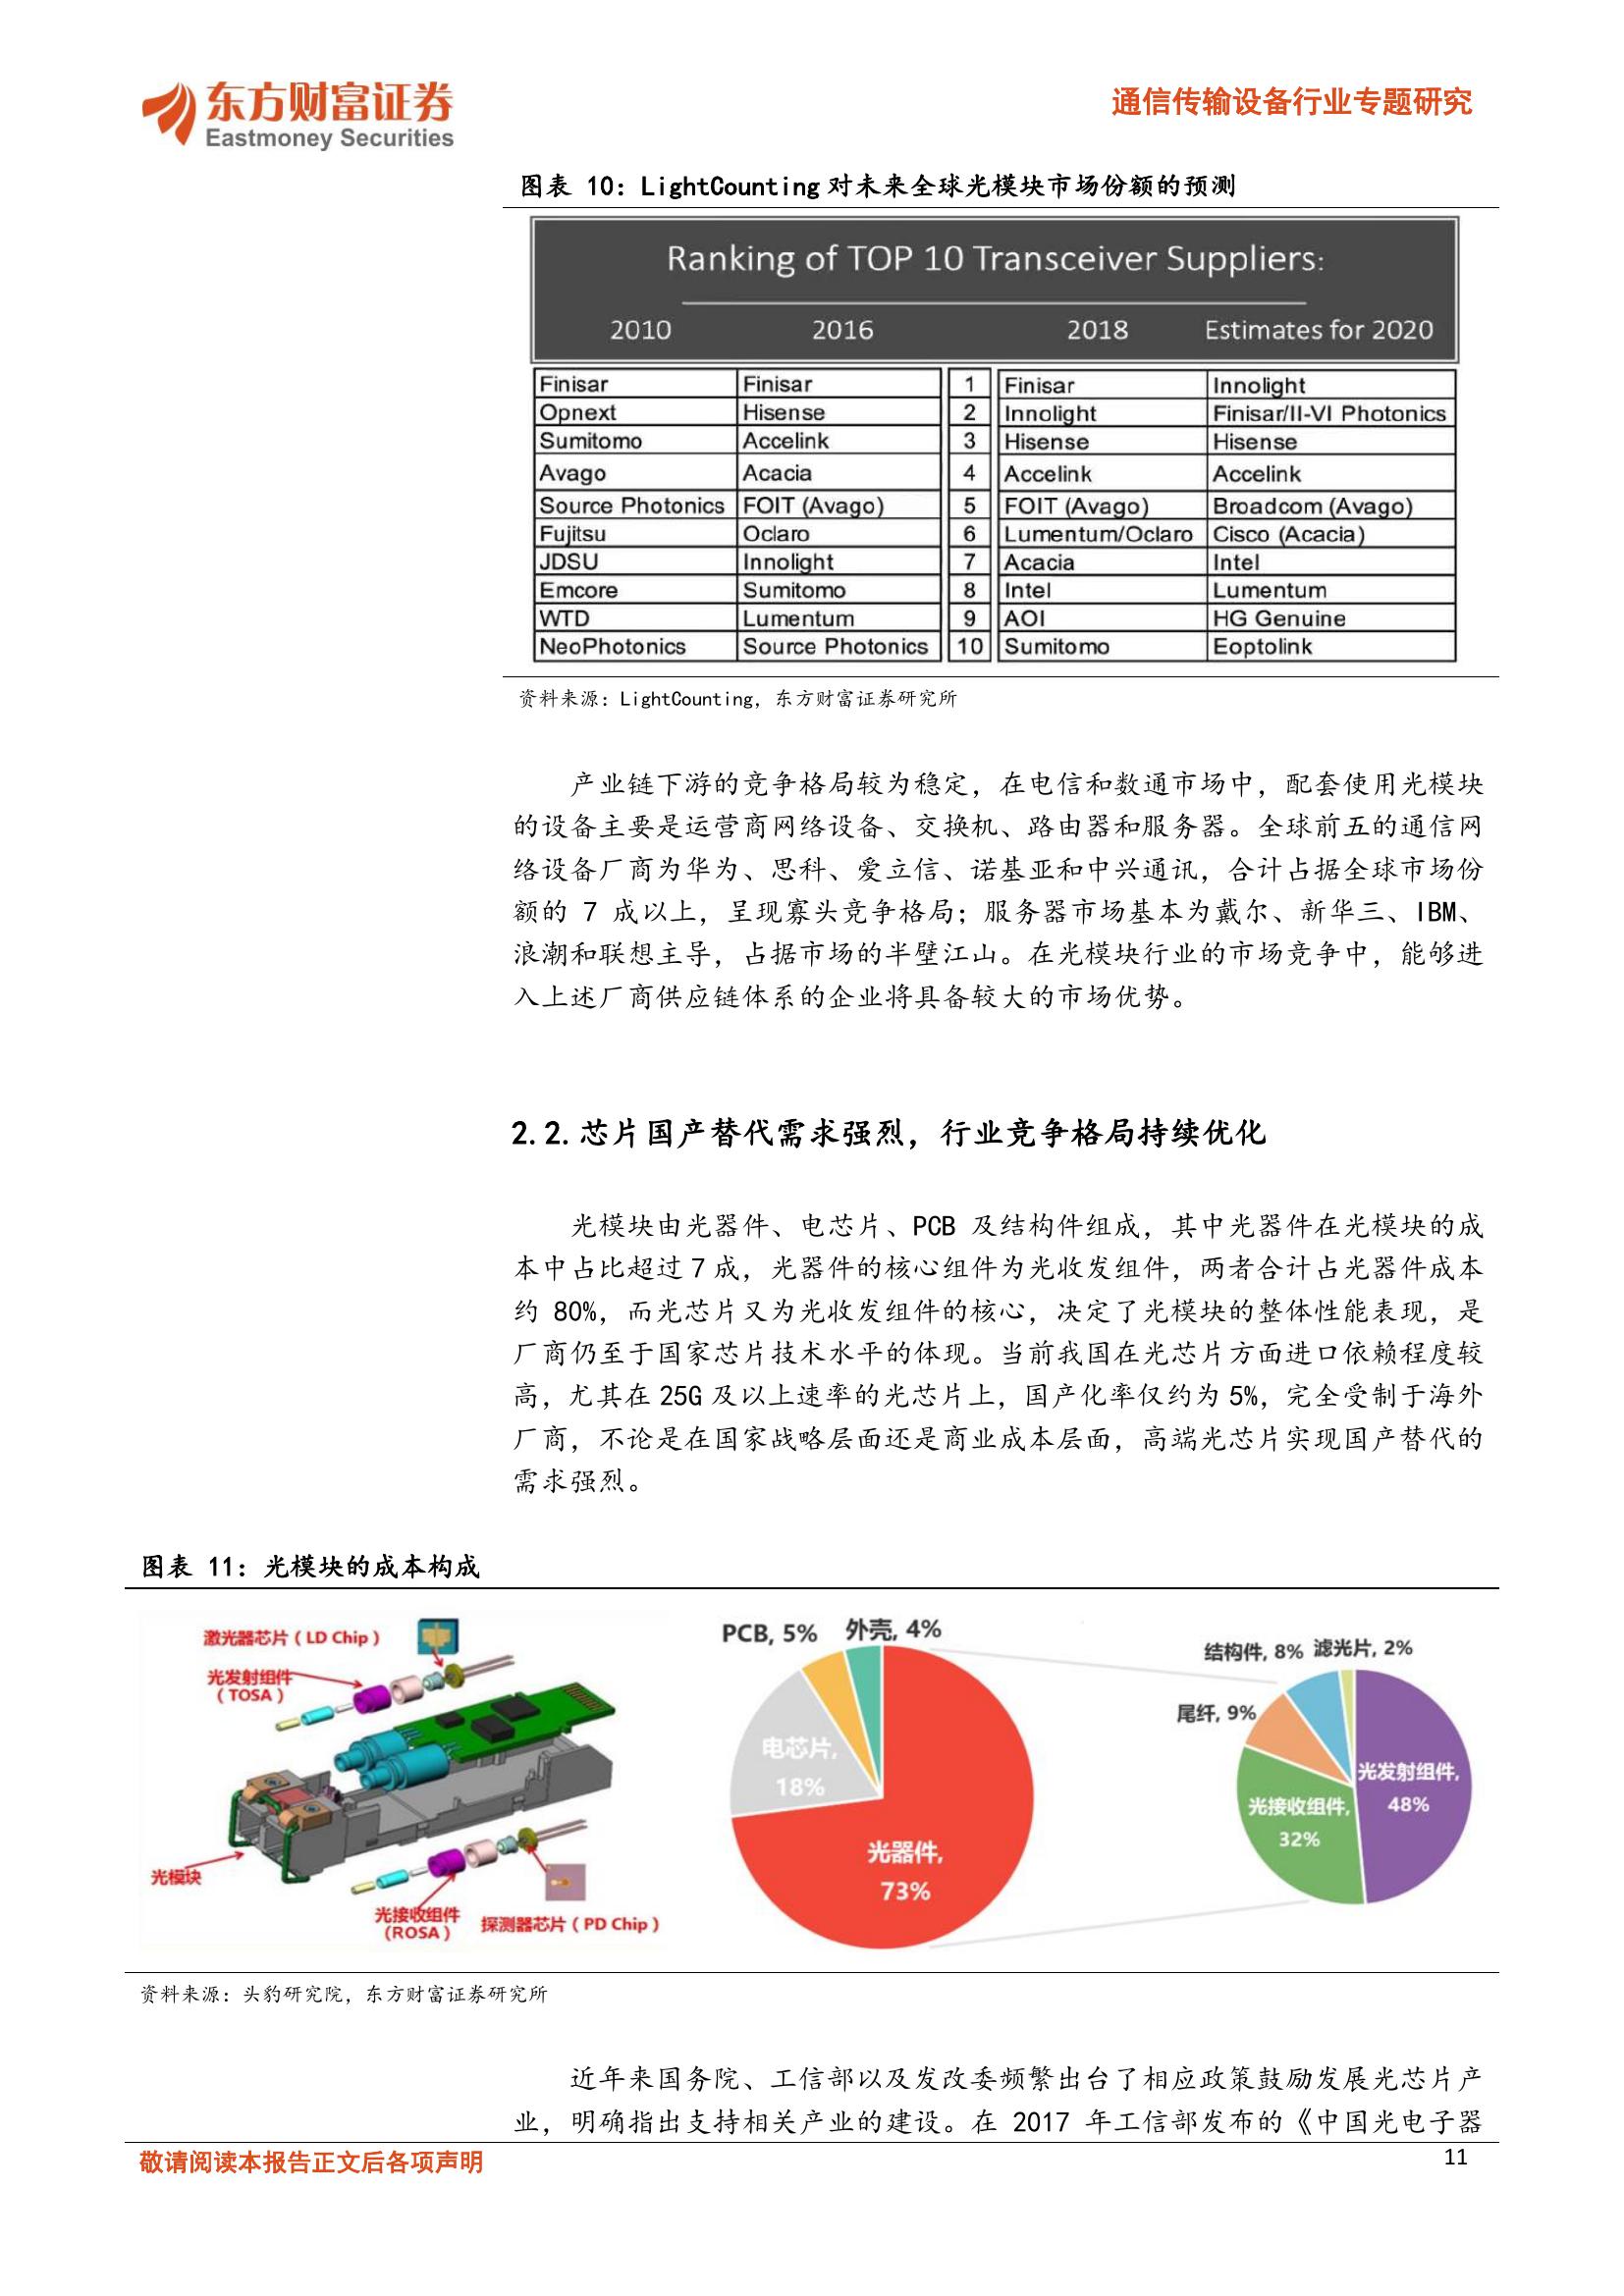 东方财富证券
Eastmoney Securities
通信传输设备行业专题研究
图表 10：LightCounting对未来全球光模块市场份额的预测
Ranking of TOP 10 Transceiver Suppliers:
2010 2016 2018 Estimates for 2020
Finisar Finisar 1 Finisar Innolight
Opnext Hisense 2 Innolight Finisar/II-VI Photonics
Sumitomo Accelink 3 Hisense Hisense
Avago Acacia 4 Accelink Accelink
Source Photonics FOIT (Avago) 5 FOIT (Avago) Broadcom (Avago)
Fujitsu Oclaro 6 Lumentum/Oclaro Cisco (Acacia)
JDSU Innolight 7 Acacia Intel
Emcore Sumitomo 8 Intel Lumentum
WTD Lumentum 9 AOI HG Genuine
NeoPhotonics Source Photonics 10 Sumitomo Eoptolink
资料来源：LightCounting，东方财富证券研究所
产业链下游的竞争格局较为稳定，在电信和数通市场中，配套使用光模块
的设备主要是运营商网络设备、交换机、路由器和服务器。全球前五的通信网
络设备厂商为华为、思科、爱立信、诺基亚和中兴通讯，合计占据全球市场份
额的 7 成以上，呈现寡头竞争格局；服务器市场基本为戴尔、新华三、IBM、
浪潮和联想主导，占据市场的半壁江山。在光模块行业的市场竞争中，能够进
入上述厂商供应链体系的企业将具备较大的市场优势。
2.2.芯片国产替代需求强烈，行业竞争格局持续优化
光模块由光器件、电芯片、PCB 及结构件组成，其中光器件在光模块的成
本中占比超过7成，光器件的核心组件为光收发组件，两者合计占光器件成本
约 80%，而光芯片又为光收发组件的核心，决定了光模块的整体性能表现，是
厂商仍至于国家芯片技术水平的体现。当前我国在光芯片方面进口依赖程度较
高，尤其在 25G 及以上速率的光芯片上，国产化率仅约为 5%，完全受制于海外
厂商，不论是在国家战略层面还是商业成本层面，高端光芯片实现国产替代的
需求强烈。
图表 11：光模块的成本构成
激光器芯片（LD Chip）
光发射组件
（TOSA）
光模块
光接收组件
（ROSA）
探测器芯片（PD Chip）
PCB, 5%
外壳, 4%
电芯片,
18%
光器件,
73%
结构件, 8%
滤光片, 2%
尾纤, 9%
光发射组件,
48%
光接收组件,
32%
资料来源：头豹研究院，东方财富证券研究所
近年来国务院、工信部以及发改委频繁出台了相应政策鼓励发展光芯片产
业，明确指出支持相关产业的建设。在 2017 年工信部发布的《中国光电子器
敬请阅读本报告正文后各项声明
11